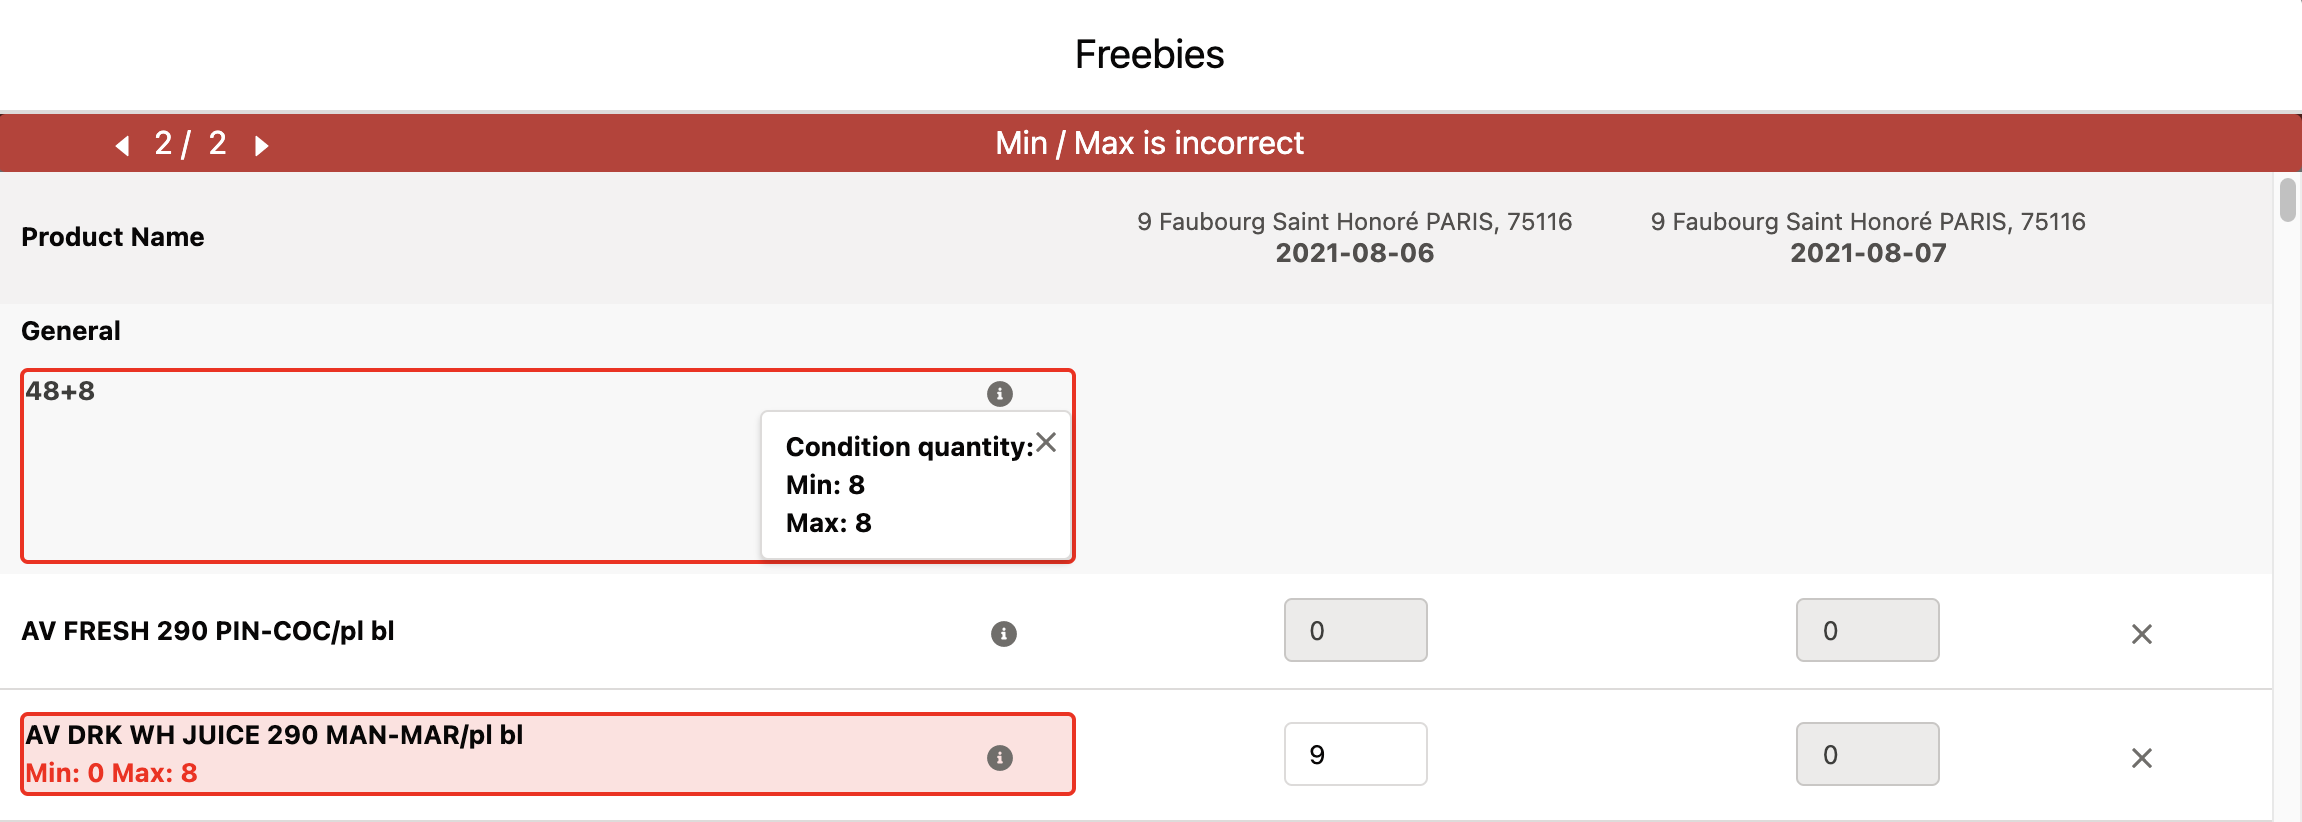 Freebies
2 / 2
Min / Max is incorrect
Product Name
9 Faubourg Saint Honoré PARIS, 75116
2021-08-06
9 Faubourg Saint Honoré PARIS, 75116
2021-08-07
General
48+8
Condition quantity:
Min: 8
Max: 8
AV FRESH 290 PIN-COC/pl bl
0
0
AV DRK WH JUICE 290 MAN-MAR/pl bl
Min: 0 Max: 8
9
0